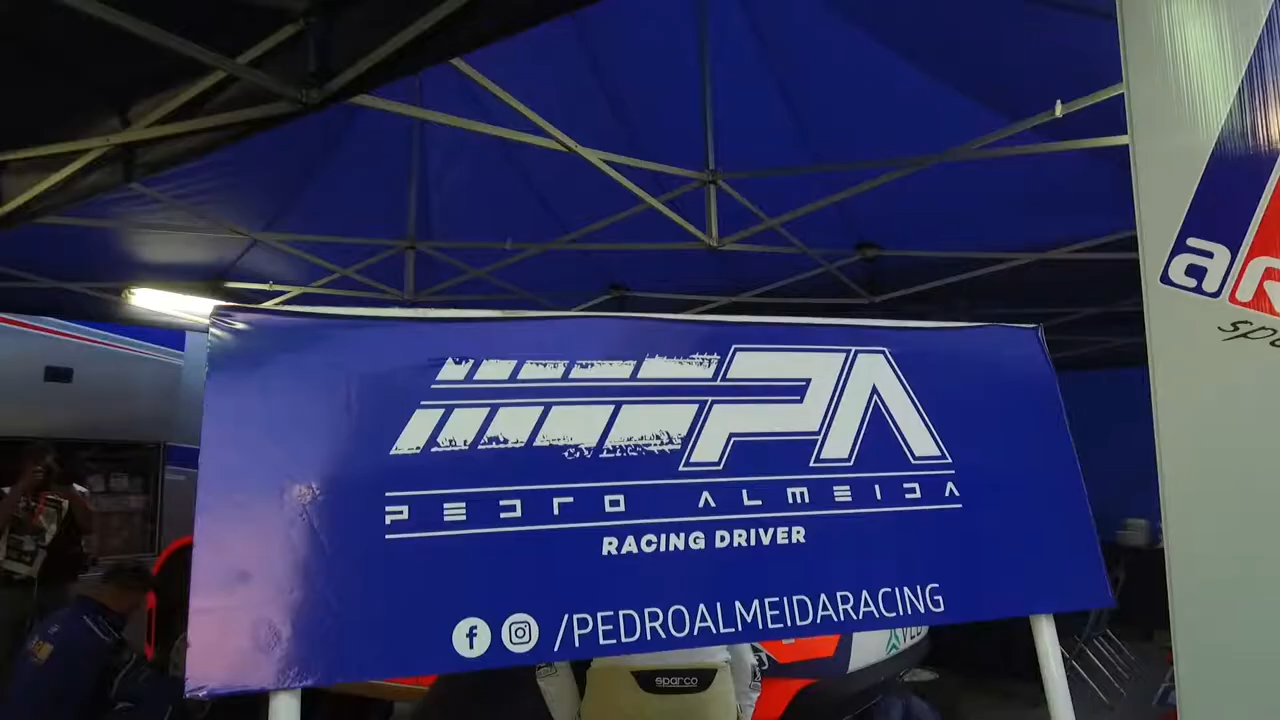 PA
PEDRO ALMEIDA
RACING DRIVER
/PEDROALMEIDARACING
sparco